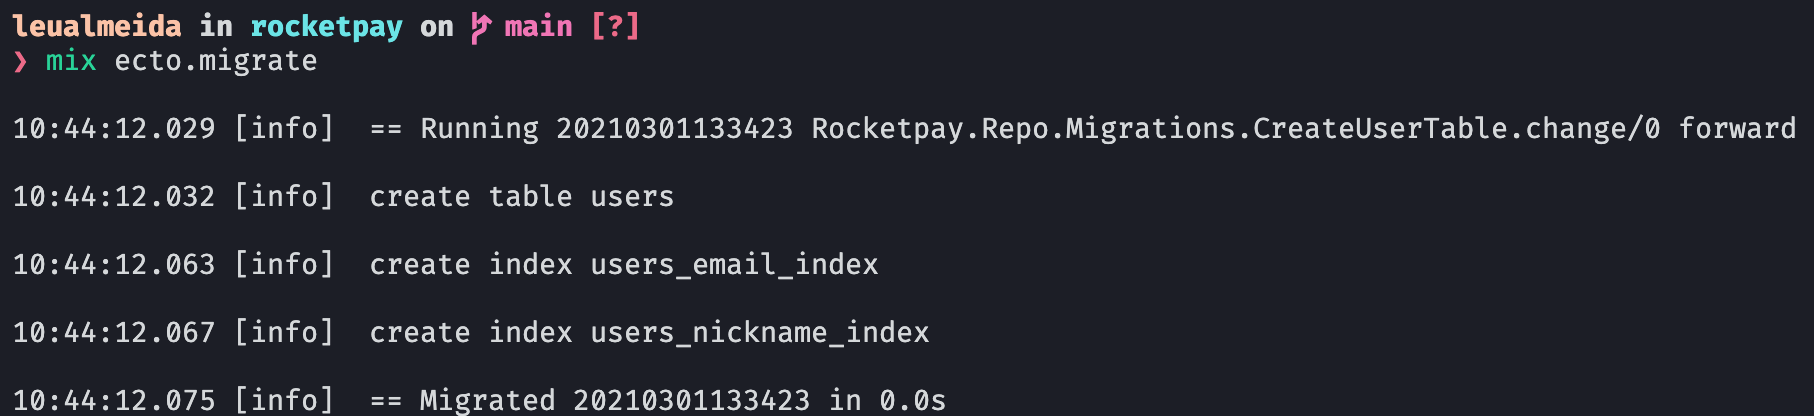 leualmeida in rocketpay on main [?]
❯ mix ecto.migrate
10:44:12.029 [info]  == Running 20210301133423 Rocketpay.Repo.Migrations.CreateUserTable.change/0 forward
10:44:12.032 [info]  create table users
10:44:12.063 [info]  create index users_email_index
10:44:12.067 [info]  create index users_nickname_index
10:44:12.075 [info]  == Migrated 20210301133423 in 0.0s